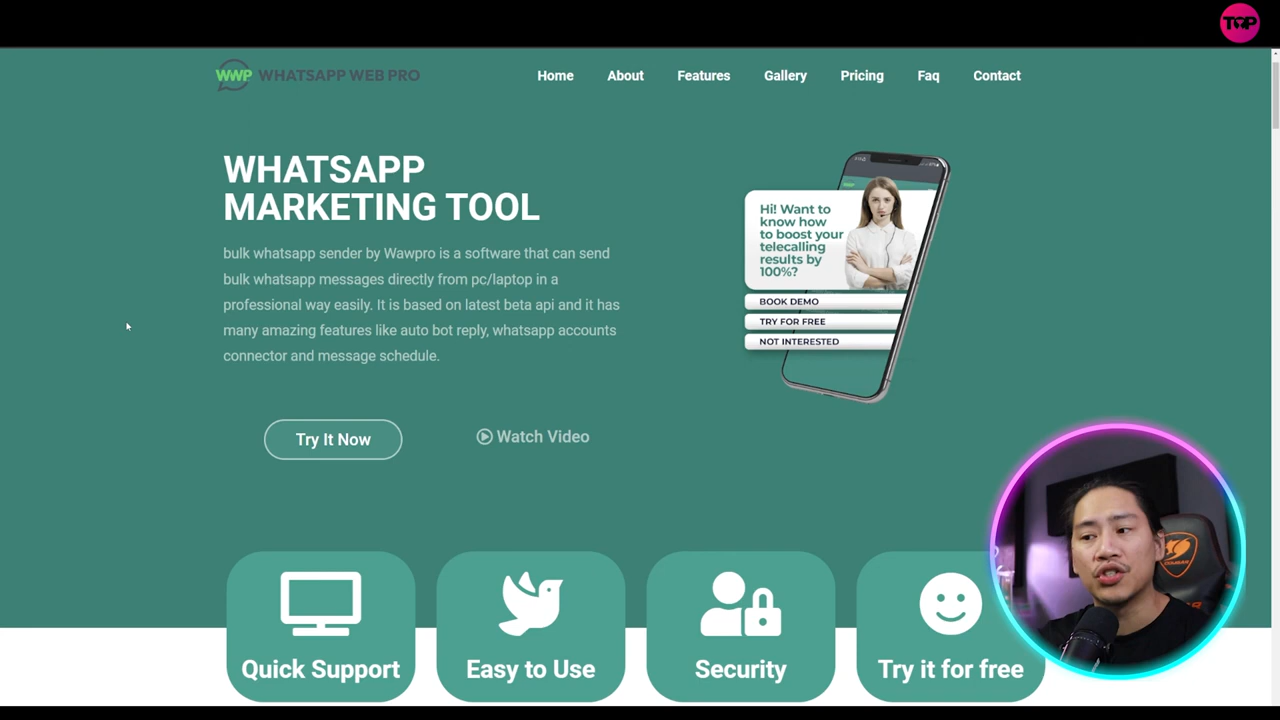 TOP
WWP WHATSAPP WEB PRO
Home About Features Gallery Pricing Faq Contact
WHATSAPP
MARKETING TOOL
bulk whatsapp sender by Wawpro is a software that can send
bulk whatsapp messages directly from pc/laptop in a
professional way easily. It is based on latest beta api and it has
many amazing features like auto bot reply, whatsapp accounts
connector and message schedule.
Try It Now
Watch Video
Hi! Want to
know how
to boost your
telecalling
results by
100%?
BOOK DEMO
TRY FOR FREE
NOT INTERESTED
Quick Support
Easy to Use
Security
Try it for free